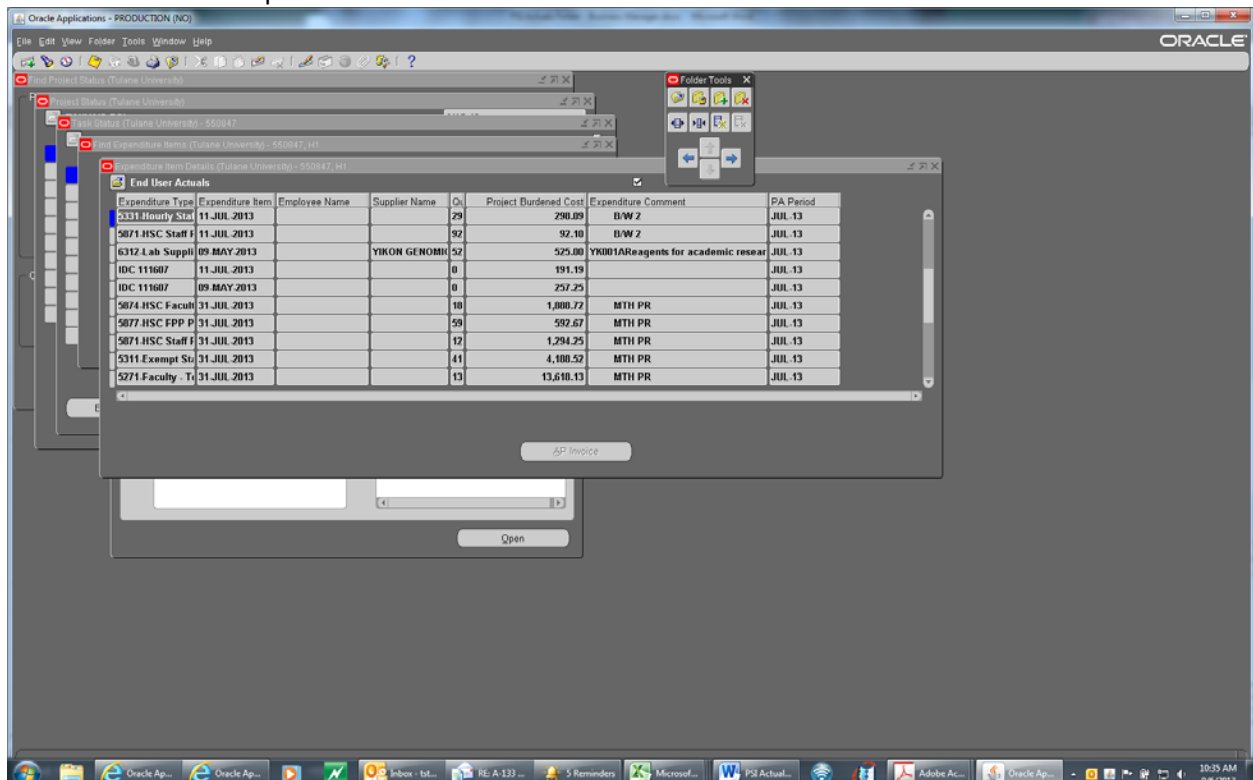 Oracle Applications - PRODUCTION (NO)
File Edit View Folder Tools Window Help
ORACLE
Find Project Status (Tulane University)
Folder Tools
Project Status (Tulane University)
Task Status (Tulane University) - 550847
Find Expenditure Items (Tulane University) - 550847, H1
Expenditure Item Details (Tulane University) - 550847, H1
End User Actuals
Expenditure Type Expenditure Item Employee Name Supplier Name Qu Project Burdened Cost Expenditure Comment PA Period
5331-Hourly Staf 11-JUL-2013 29 290.09 B/W 2 JUL-13
5871-HSC Staff F 11-JUL-2013 92 92.10 B/W 2 JUL-13
6312-Lab Suppli 09-MAY-2013 YIKON GENOMIC 52 525.00 YK001AReagents for academic resear JUL-13
IDC 111607 11-JUL-2013 0 191.19 JUL-13
IDC 111607 09-MAY-2013 0 257.25 JUL-13
5874-HSC Facult 31-JUL-2013 18 1,880.72 MTH PR JUL-13
5877-HSC FPP P 31-JUL-2013 59 592.67 MTH PR JUL-13
5871-HSC Staff F 31-JUL-2013 12 1,294.25 MTH PR JUL-13
5311-Exempt Sta 31-JUL-2013 41 4,180.52 MTH PR JUL-13
5271-Faculty - Te 31-JUL-2013 13 13,618.13 MTH PR JUL-13
AP Invoice
Open
Oracle Ap... Oracle Ap... Inbox - tst... RE: A-133 ... 5 Reminders Microsof... PSI Actual... Adobe Ac... Oracle Ap... 10:35 AM